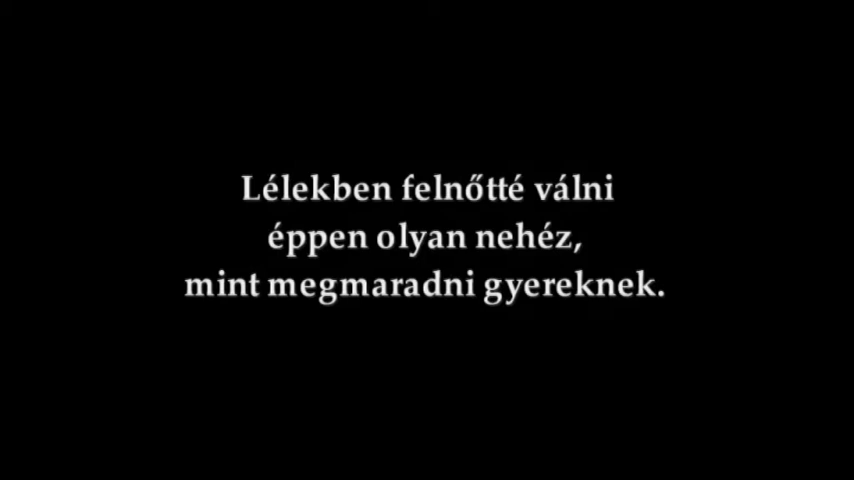 Lélekben felnőtté válni
éppen olyan nehéz,
mint megmaradni gyereknek.